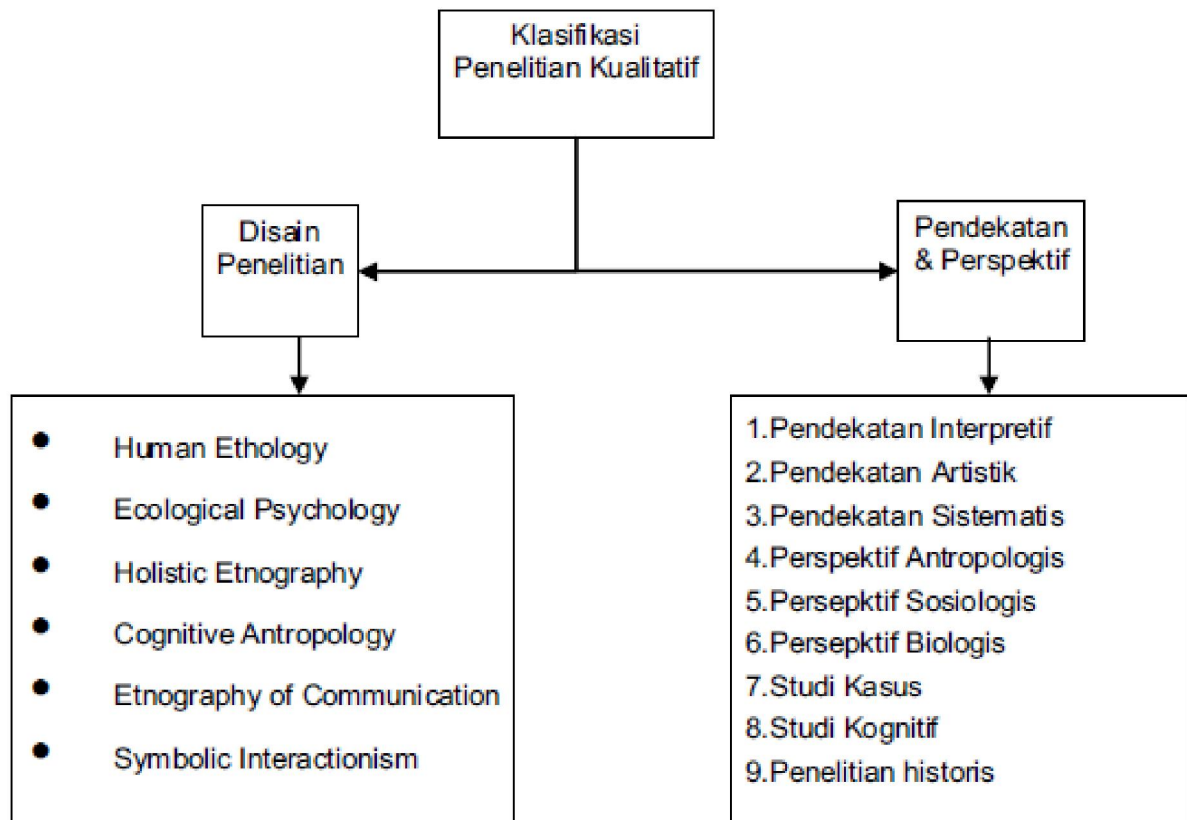 Klasifikasi
Penelitian Kualitatif
Disain
Penelitian
Pendekatan
& Perspektif
● Human Ethology
● Ecological Psychology
● Holistic Etnography
● Cognitive Antropology
● Etnography of Communication
● Symbolic Interactionism
1.Pendekatan Interpretif
2.Pendekatan Artistik
3.Pendekatan Sistematis
4.Perspektif Antropologis
5.Persepktif Sosiologis
6.Persepktif Biologis
7.Studi Kasus
8.Studi Kognitif
9.Penelitian historis